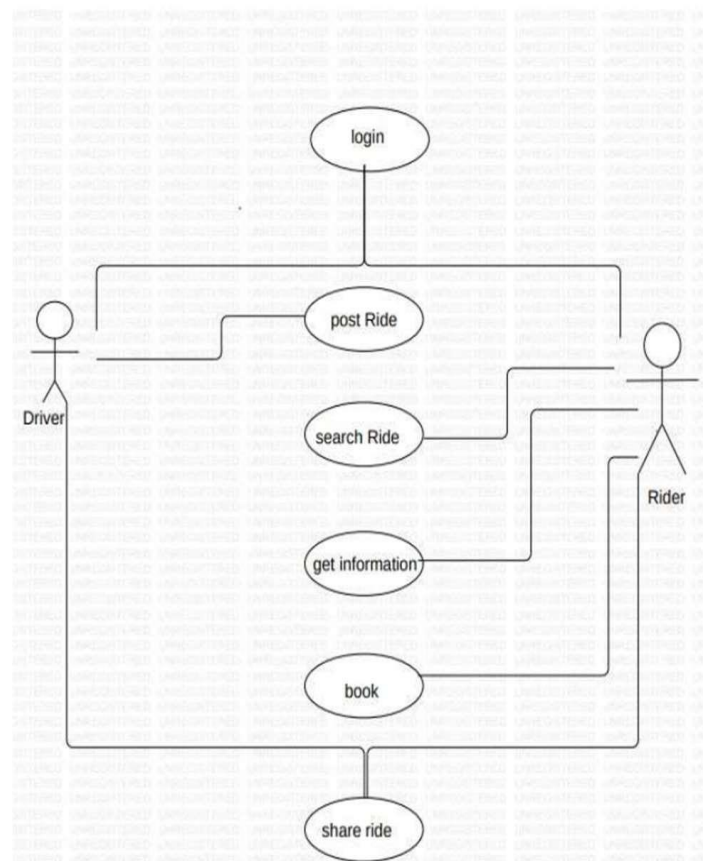 login
post Ride
Driver
search Ride
Rider
get information
book
share ride